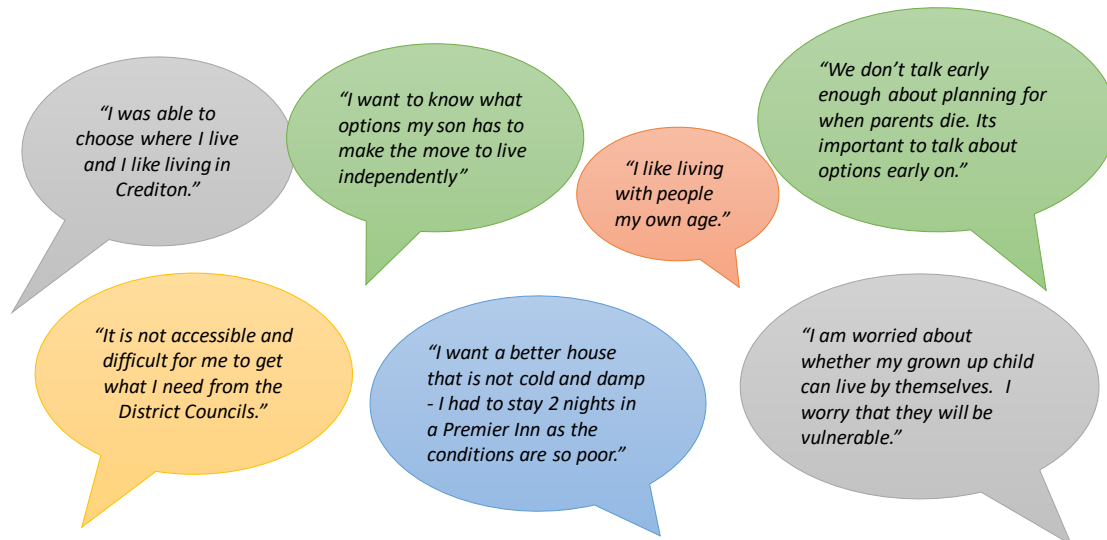 “I was able to
choose where I live
and I like living in
Crediton.”
“I want to know what
options my son has to
make the move to live
independently”
“I like living
with people
my own age.”
“We don’t talk early
enough about planning for
when parents die. Its
important to talk about
options early on.”
“It is not accessible and
difficult for me to get
what I need from the
District Councils.”
“I want a better house
that is not cold and damp
- I had to stay 2 nights in
a Premier Inn as the
conditions are so poor.”
“I am worried about
whether my grown up child
can live by themselves.  I
worry that they will be
vulnerable.”